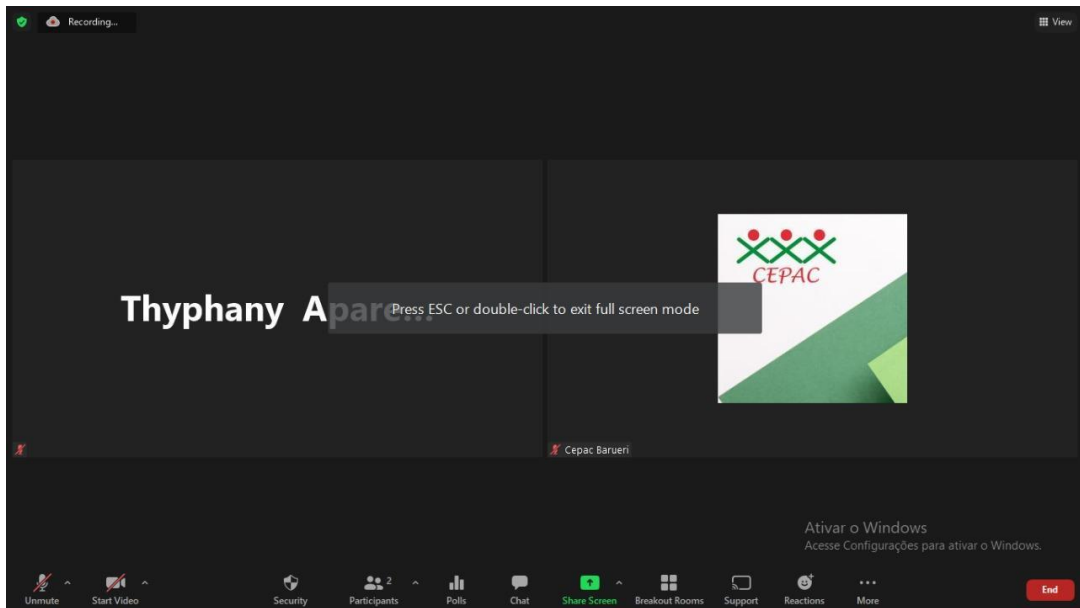 Recording...
View
CEPAC
Thyphany Apare...
Press ESC or double-click to exit full screen mode
Cepac Barueri
Ativar o Windows
Acesse Configurações para ativar o Windows.
2
Unmute Start Video Security Participants Polls Chat Share Screen Breakout Rooms Support Reactions More End